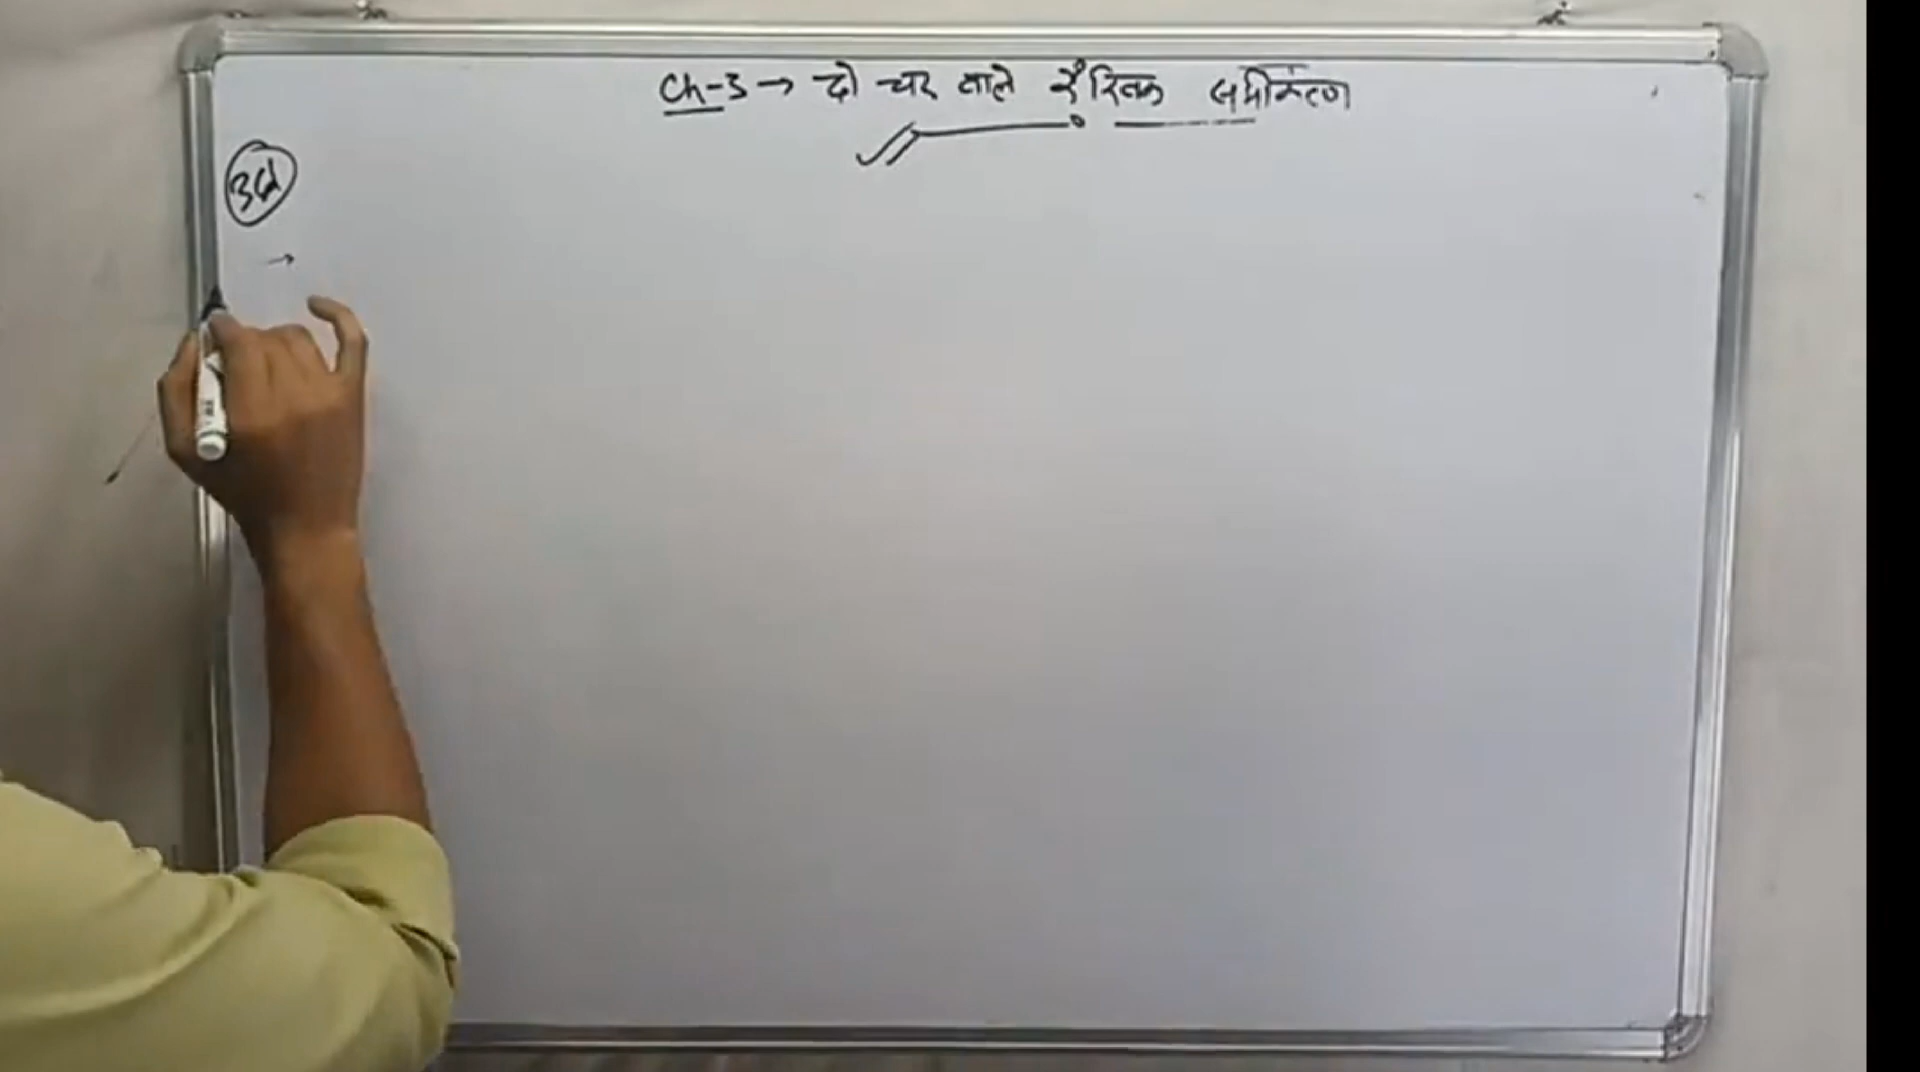 Ch-3 → दो चर वाले रैखिक समीकरण
→